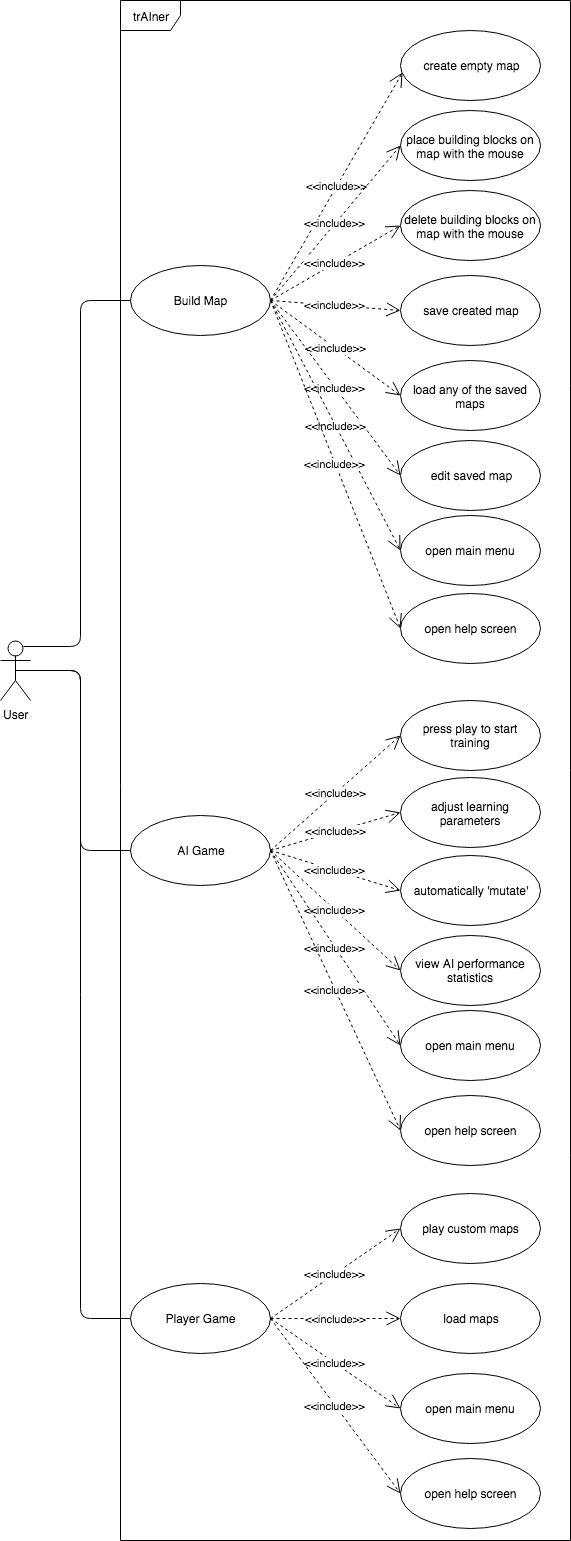 trAIner
create empty map
place building blocks on
map with the mouse
<<include>>
delete building blocks on
map with the mouse
<<include>>
<<include>>
Build Map
<<include>>
save created map
<<include>>
load any of the saved
maps
<<include>>
<<include>>
<<include>>
edit saved map
open main menu
open help screen
User
press play to start
training
<<include>>
adjust learning
parameters
<<include>>
AI Game
<<include>>
automatically 'mutate'
<<include>>
<<include>>
view AI performance
statistics
<<include>>
open main menu
open help screen
play custom maps
<<include>>
Player Game
<<include>>
load maps
<<include>>
<<include>>
open main menu
open help screen